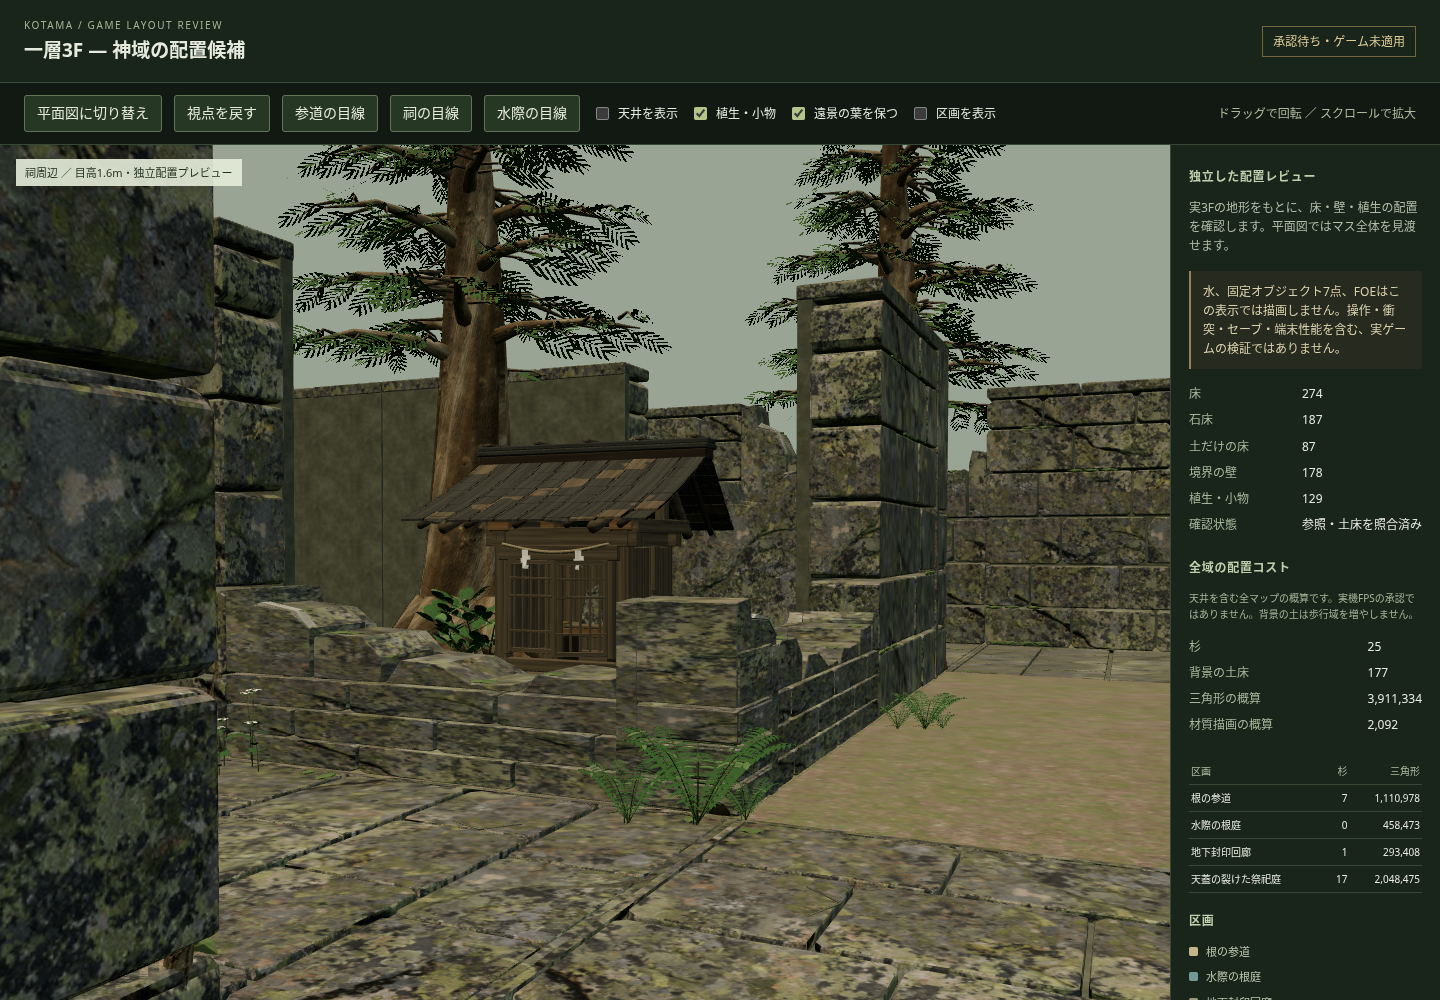 KOTAMA / GAME LAYOUT REVIEW
一層3F — 神域の配置候補
承認待ち・ゲーム未適用
平面図に切り替え
視点を戻す
参道の目線
祠の目線
水際の目線
天井を表示
植生・小物
遠景の葉を保つ
区画を表示
ドラッグで回転 ／ スクロールで拡大
祠周辺 ／ 目高1.6m・独立配置プレビュー
独立した配置レビュー
実3Fの地形をもとに、床・壁・植生の配置
を確認します。平面図ではマス全体を見渡
せます。
水、固定オブジェクト7点、FOEはこ
の表示では描画しません。操作・衝
突・セーブ・端末性能を含む、実ゲー
ムの検証ではありません。
床 274
石床 187
土だけの床 87
境界の壁 178
植生・小物 129
確認状態 参照・土床を照合済み
全域の配置コスト
天井を含む全マップの概算です。実機FPSの承認で
はありません。背景の土は歩行域を増やしません。
杉 25
背景の土床 177
三角形の概算 3,911,334
材質描画の概算 2,092
区画 杉 三角形
根の参道 7 1,110,978
水際の根庭 0 458,473
地下封印回廊 1 293,408
天蓋の裂けた祭祀庭 17 2,048,475
区画
根の参道
水際の根庭